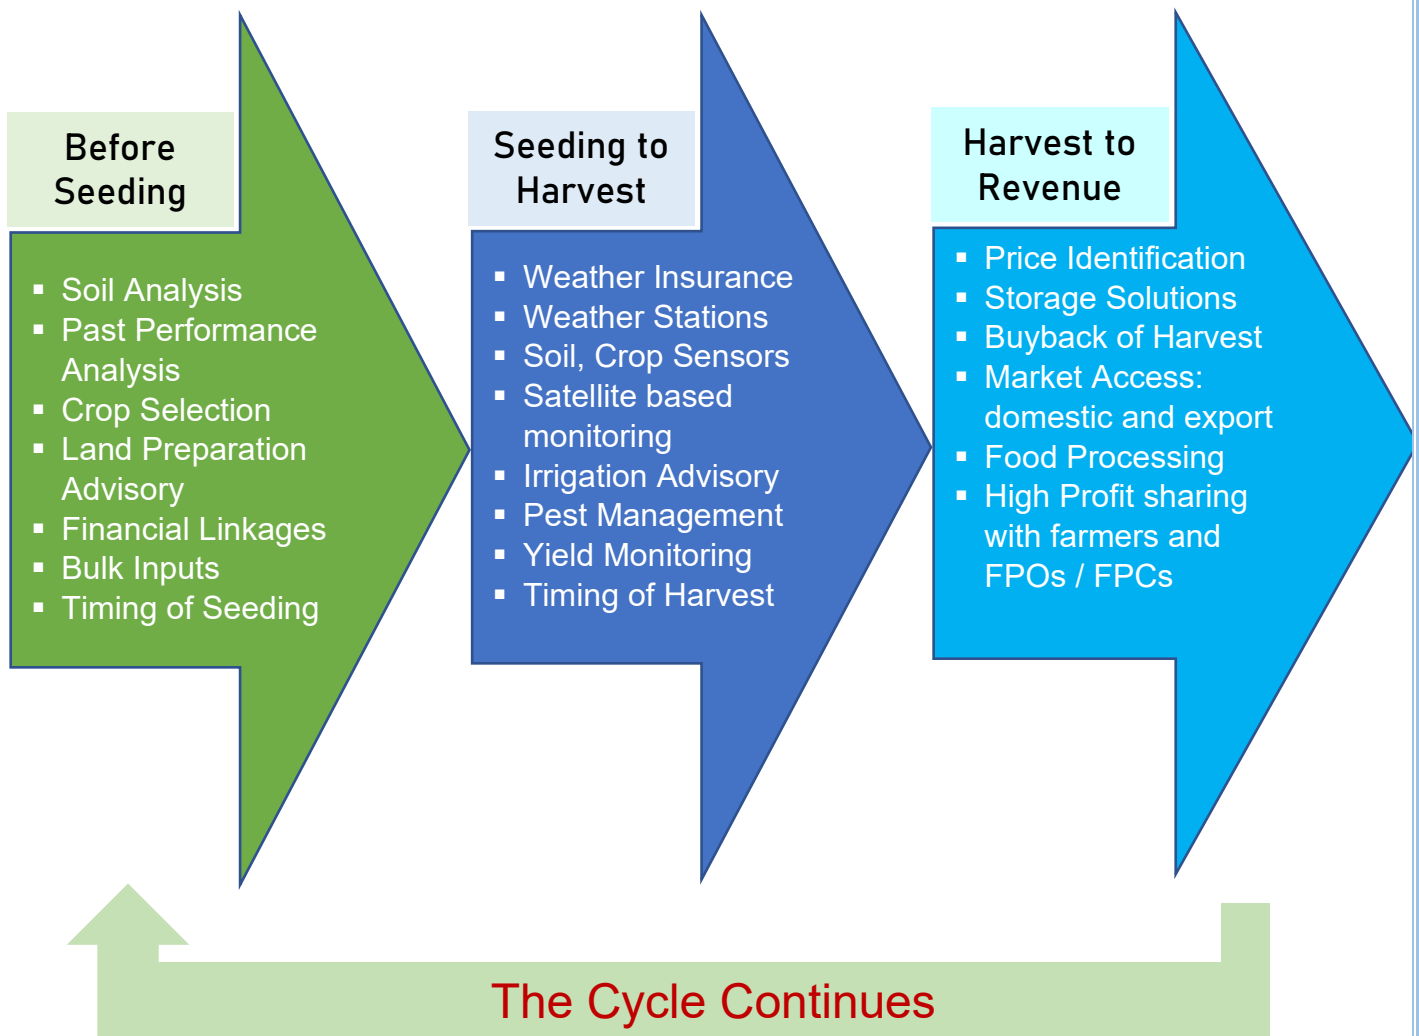 Before
Seeding
▪ Soil Analysis
▪ Past Performance
Analysis
▪ Crop Selection
▪ Land Preparation
Advisory
▪ Financial Linkages
▪ Bulk Inputs
▪ Timing of Seeding
Seeding to
Harvest
▪ Weather Insurance
▪ Weather Stations
▪ Soil, Crop Sensors
▪ Satellite based
monitoring
▪ Irrigation Advisory
▪ Pest Management
▪ Yield Monitoring
▪ Timing of Harvest
Harvest to
Revenue
▪ Price Identification
▪ Storage Solutions
▪ Buyback of Harvest
▪ Market Access:
domestic and export
▪ Food Processing
▪ High Profit sharing
with farmers and
FPOs / FPCs
The Cycle Continues